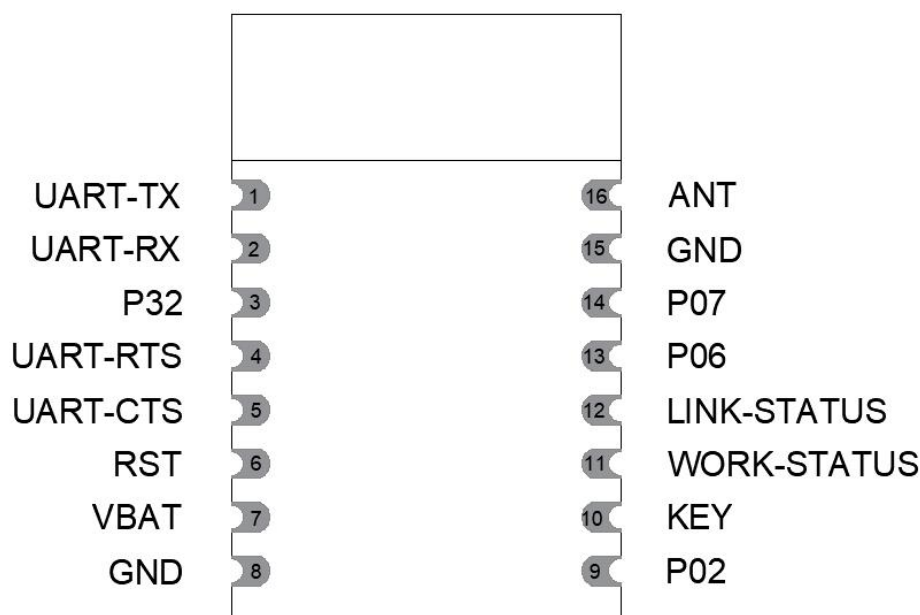 UART-TX 1 16 ANT
UART-RX 2 15 GND
P32 3 14 P07
UART-RTS 4 13 P06
UART-CTS 5 12 LINK-STATUS
RST 6 11 WORK-STATUS
VBAT 7 10 KEY
GND 8 9 P02